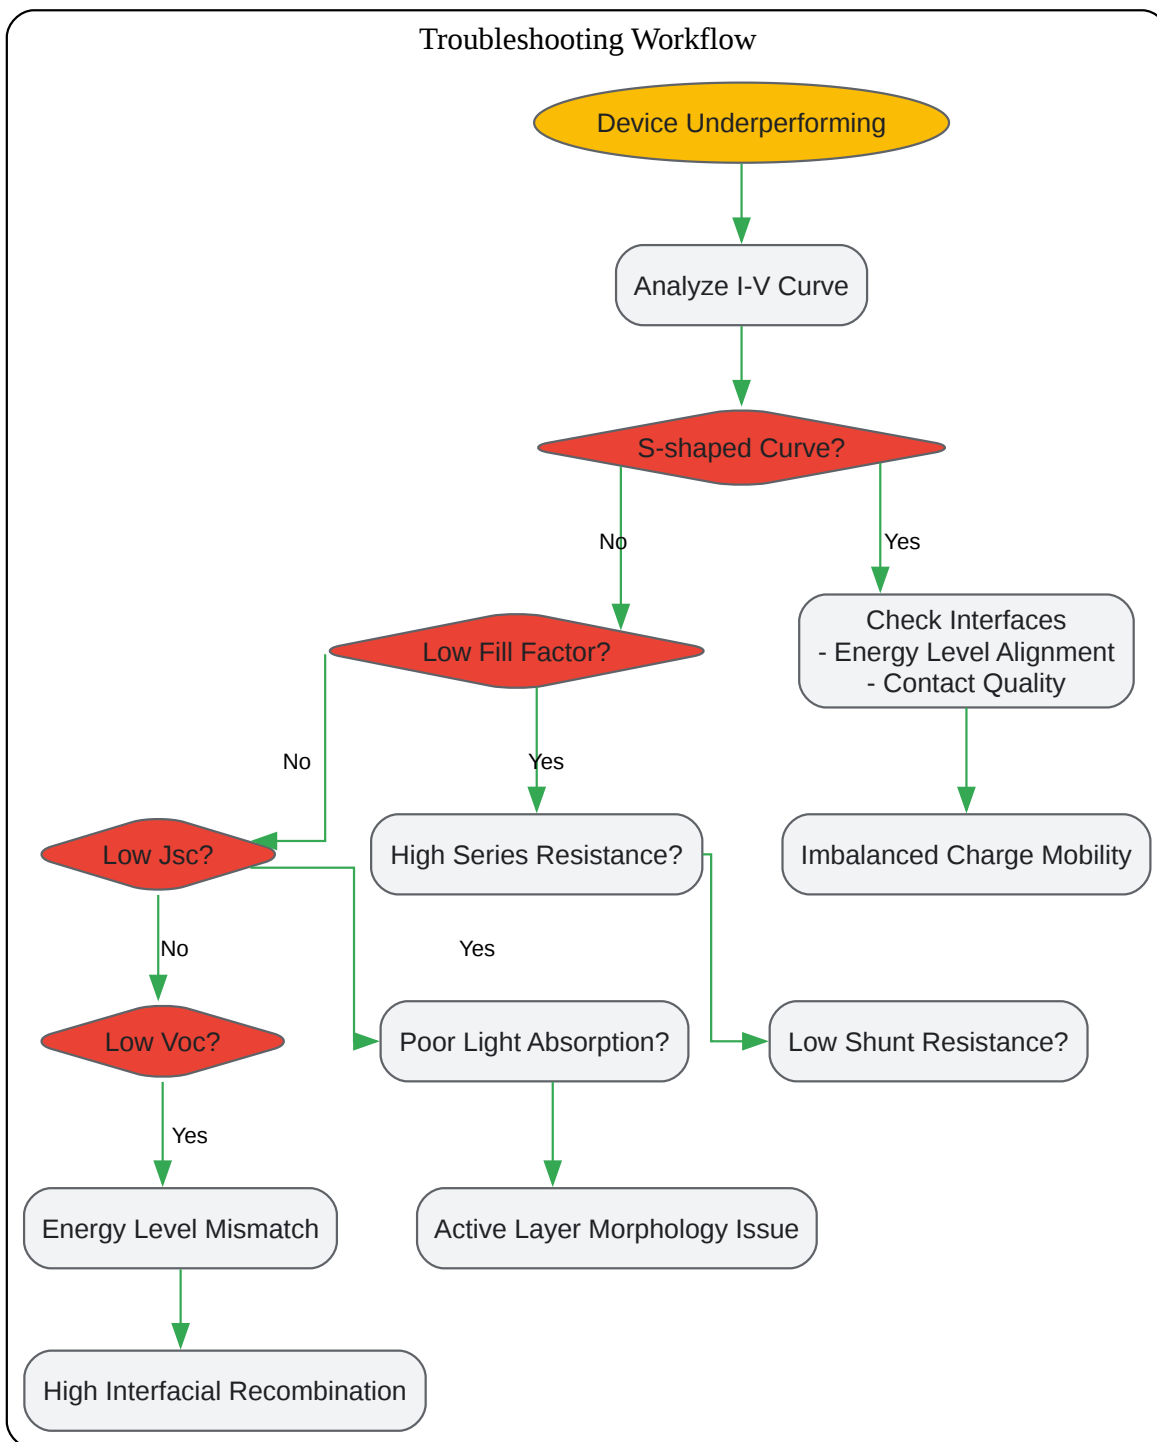 Troubleshooting Workflow
Device Underperforming
Analyze I-V Curve
S-shaped Curve?
No
Yes
Check Interfaces
- Energy Level Alignment
- Contact Quality
Low Fill Factor?
No
Yes
Low Jsc?
High Series Resistance?
Imbalanced Charge Mobility
No
Yes
Low Voc?
Poor Light Absorption?
Low Shunt Resistance?
Yes
Energy Level Mismatch
Active Layer Morphology Issue
High Interfacial Recombination